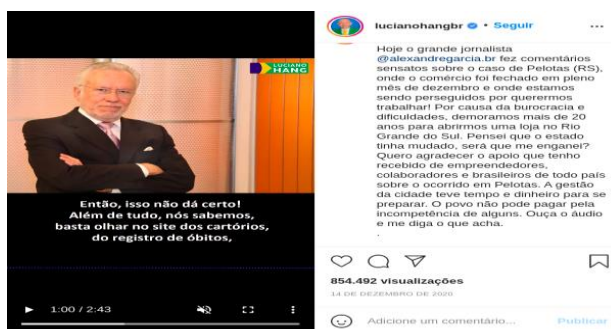 LUCIANO
HANG
Então, isso não dá certo!
Além de tudo, nós sabemos,
basta olhar no site dos cartórios,
do registro de óbitos,
1:00 / 2:43
lucianohangbr • Seguir
Hoje o grande jornalista
@alexandregarcia.br fez comentários
sensatos sobre o caso de Pelotas (RS),
onde o comércio foi fechado em pleno
mês de dezembro e onde estamos
sendo perseguidos por querermos
trabalhar! Por causa da burocracia e
dificuldades, demoramos mais de 20
anos para abrirmos uma loja no Rio
Grande do Sul. Pensei que o estado
tinha mudado, será que me enganei?
Quero agradecer o apoio que tenho
recebido de empreendedores,
colaboradores e brasileiros de todo país
sobre o ocorrido em Pelotas. A gestão
da cidade teve tempo e dinheiro para se
preparar. O povo não pode pagar pela
incompetência de alguns. Ouça o áudio
e me diga o que acha.
.
854.492 visualizações
14 DE DEZEMBRO DE 2020
Adicione um comentário... Publicar